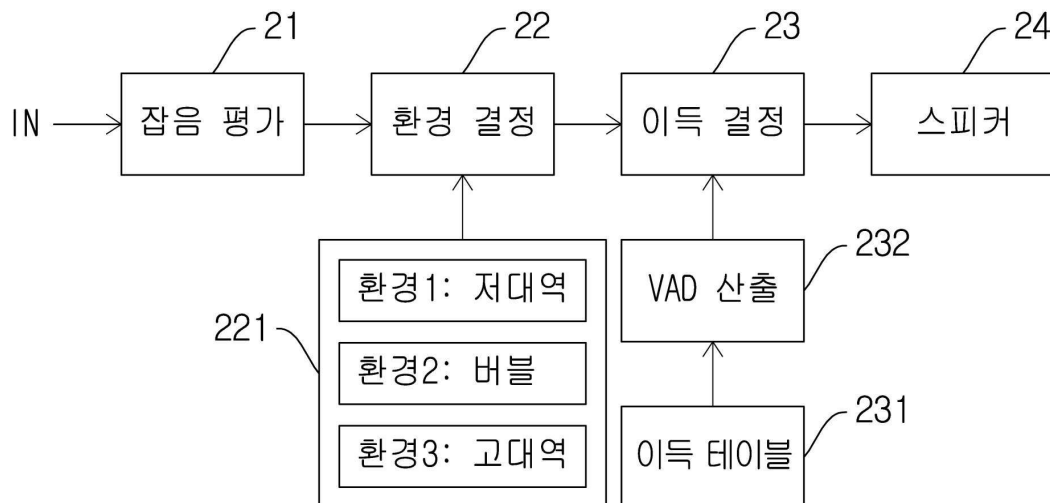 21
22
23
24
IN
잡음 평가
환경 결정
이득 결정
스피커
232
환경1: 저대역
VAD 산출
221
환경2: 버블
231
환경3: 고대역
이득 테이블